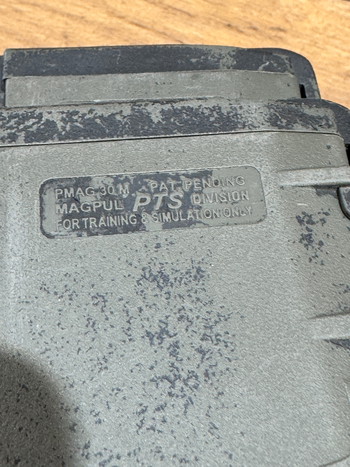 PMAG 30 N PAT PENDING
MAGPUL PTS DIVISION
FOR TRAINING & SIMULATION ONLY